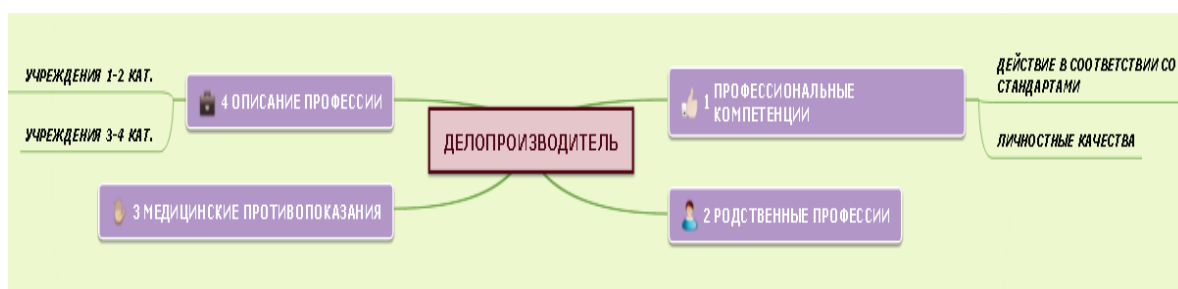 УЧРЕЖДЕНИЯ 1-2 КАТ.
4 ОПИСАНИЕ ПРОФЕССИИ
УЧРЕЖДЕНИЯ 3-4 КАТ.
3 МЕДИЦИНСКИЕ ПРОТИВОПОКАЗАНИЯ
ДЕЛОПРОИЗВОДИТЕЛЬ
1 ПРОФЕССИОНАЛЬНЫЕ
КОМПЕТЕНЦИИ
ДЕЙСТВИЕ В СООТВЕТСТВИИ СО
СТАНДАРТАМИ
ЛИЧНОСТНЫЕ КАЧЕСТВА
2 РОДСТВЕННЫЕ ПРОФЕССИИ